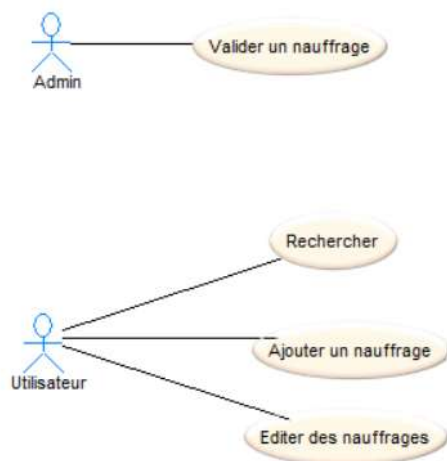 Valider un nauffrage
Admin
Rechercher
Ajouter un nauffrage
Utilisateur
Editer des nauffrages